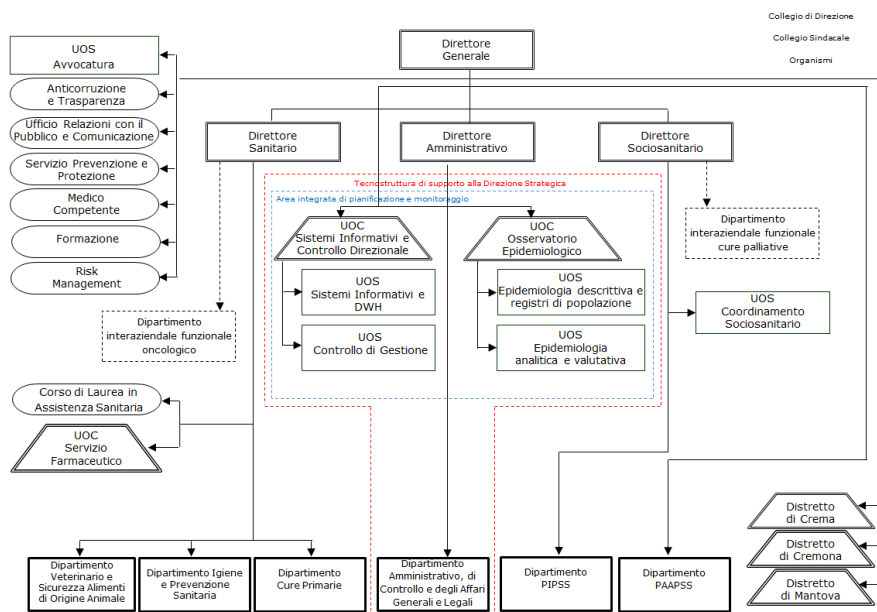 Collegio di Direzione
Collegio Sindacale
Organismi
Direttore
Generale
UOS
Avvocatura
Anticorruzione
e Trasparenza
Ufficio Relazioni con il
Pubblico e Comunicazione
Servizio Prevenzione e
Protezione
Medico
Competente
Formazione
Risk
Management
Direttore
Sanitario
Direttore
Amministrativo
Direttore
Sociosanitario
Tecnostruttura di supporto alla Direzione Strategica
Area integrata di pianificazione e monitoraggio
UOC
Sistemi Informativi e
Controllo Direzionale
UOC
Osservatorio
Epidemiologico
UOS
Sistemi Informativi e
DWH
UOS
Controllo di Gestione
UOS
Epidemiologia descrittiva e
registri di popolazione
UOS
Epidemiologia
analitica e valutativa
Dipartimento
interaziendale funzionale
cure palliative
UOS
Coordinamento
Sociosanitario
Dipartimento
interaziendale funzionale
oncologico
Corso di Laurea in
Assistenza Sanitaria
UOC
Servizio
Farmaceutico
Distretto
di Crema
Distretto
di Cremona
Distretto
di Mantova
Dipartimento
Veterinario e
Sicurezza Alimenti
di Origine Animale
Dipartimento Igiene
e Prevenzione
Sanitaria
Dipartimento
Cure Primarie
Dipartimento
Amministrativo, di
Controllo e degli Affari
Generali e Legali
Dipartimento
PIPSS
Dipartimento
PAAPSS